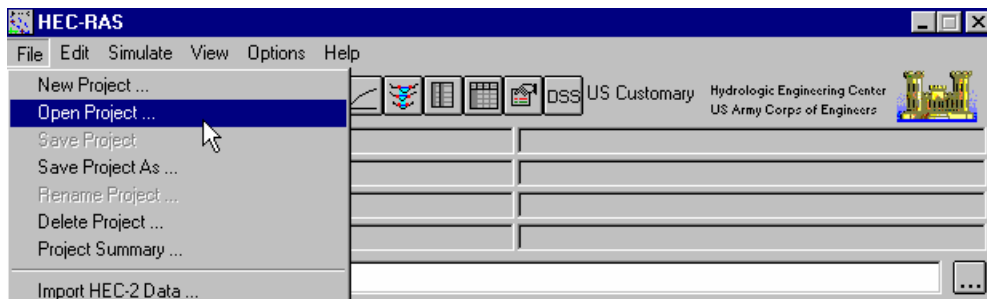 HEC-RAS
File Edit Simulate View Options Help
New Project ...
Open Project ...
Save Project
Save Project As ...
Rename Project ...
Delete Project ...
Project Summary ...
Import HEC-2 Data ...
DSS US Customary
Hydrologic Engineering Center
US Army Corps of Engineers
...